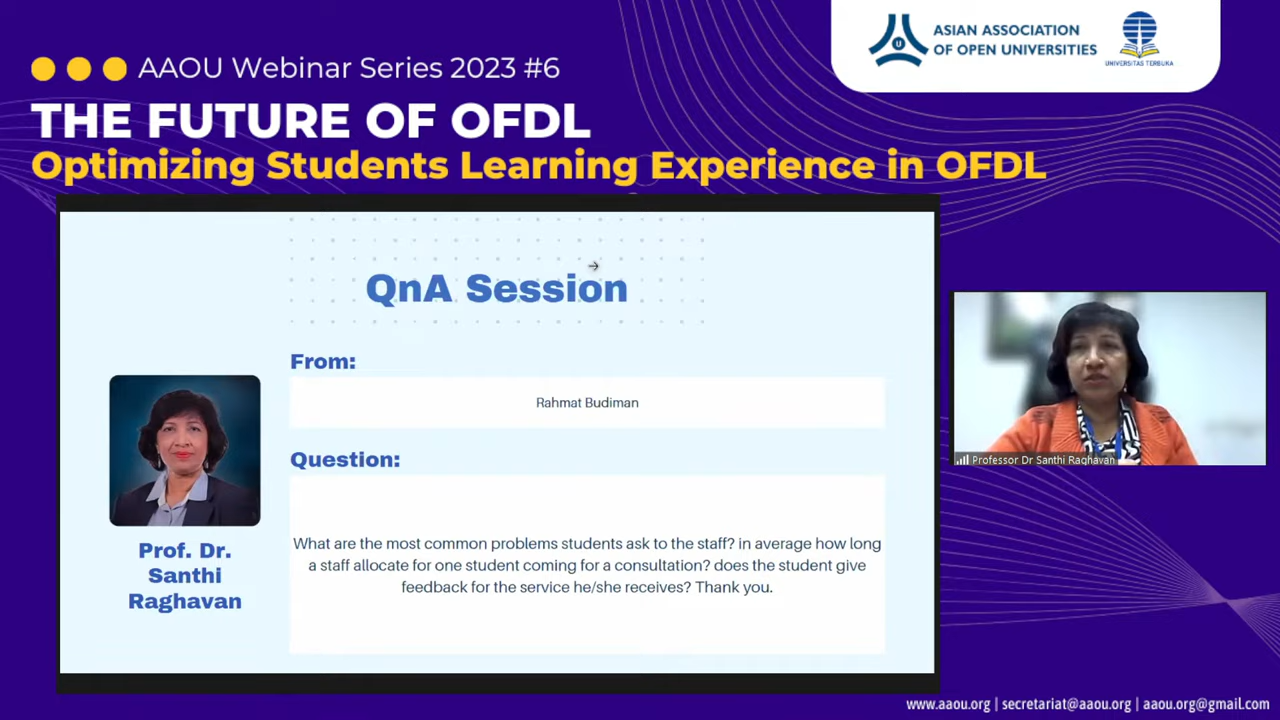 AAOU Webinar Series 2023 #6
ASIAN ASSOCIATION
OF OPEN UNIVERSITIES
U
UNIVERSITAS TERBUKA
THE FUTURE OF OFDL
Optimizing Students Learning Experience in OFDL
QnA Session
From:
Rahmat Budiman
Question:
What are the most common problems students ask to the staff? in average how long
a staff allocate for one student coming for a consultation? does the student give
feedback for the service he/she receives? Thank you.
Prof. Dr.
Santhi
Raghavan
Professor Dr Santhi Raghavan
www.aaou.org | secretariat@aaou.org | aaou.org@gmail.com